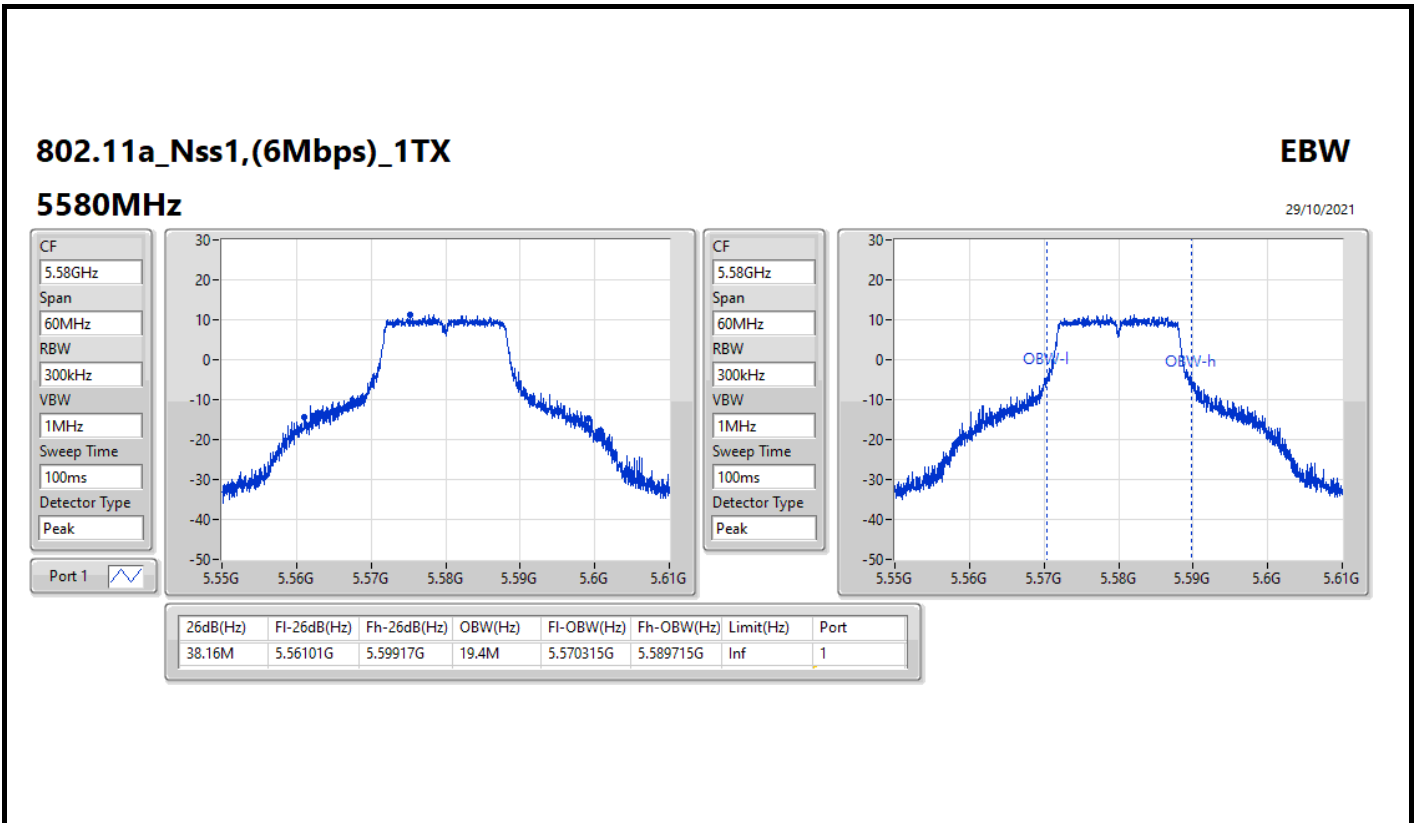 802.11a_Nss1,(6Mbps)_1TX
EBW
5580MHz
29/10/2021
CF
5.58GHz
Span
60MHz
RBW
300kHz
VBW
1MHz
Sweep Time
100ms
Detector Type
Peak
Port 1
30
20
10
0
-10
-20
-30
-40
-50
5.55G 5.56G 5.57G 5.58G 5.59G 5.6G 5.61G
CF
5.58GHz
Span
60MHz
RBW
300kHz
VBW
1MHz
Sweep Time
100ms
Detector Type
Peak
30
20
10
0
-10
-20
-30
-40
-50
OBW-l
OBW-h
5.55G 5.56G 5.57G 5.58G 5.59G 5.6G 5.61G
26dB(Hz) Fl-26dB(Hz) Fh-26dB(Hz) OBW(Hz) Fl-OBW(Hz) Fh-OBW(Hz) Limit(Hz) Port
38.16M 5.56101G 5.59917G 19.4M 5.570315G 5.589715G Inf 1